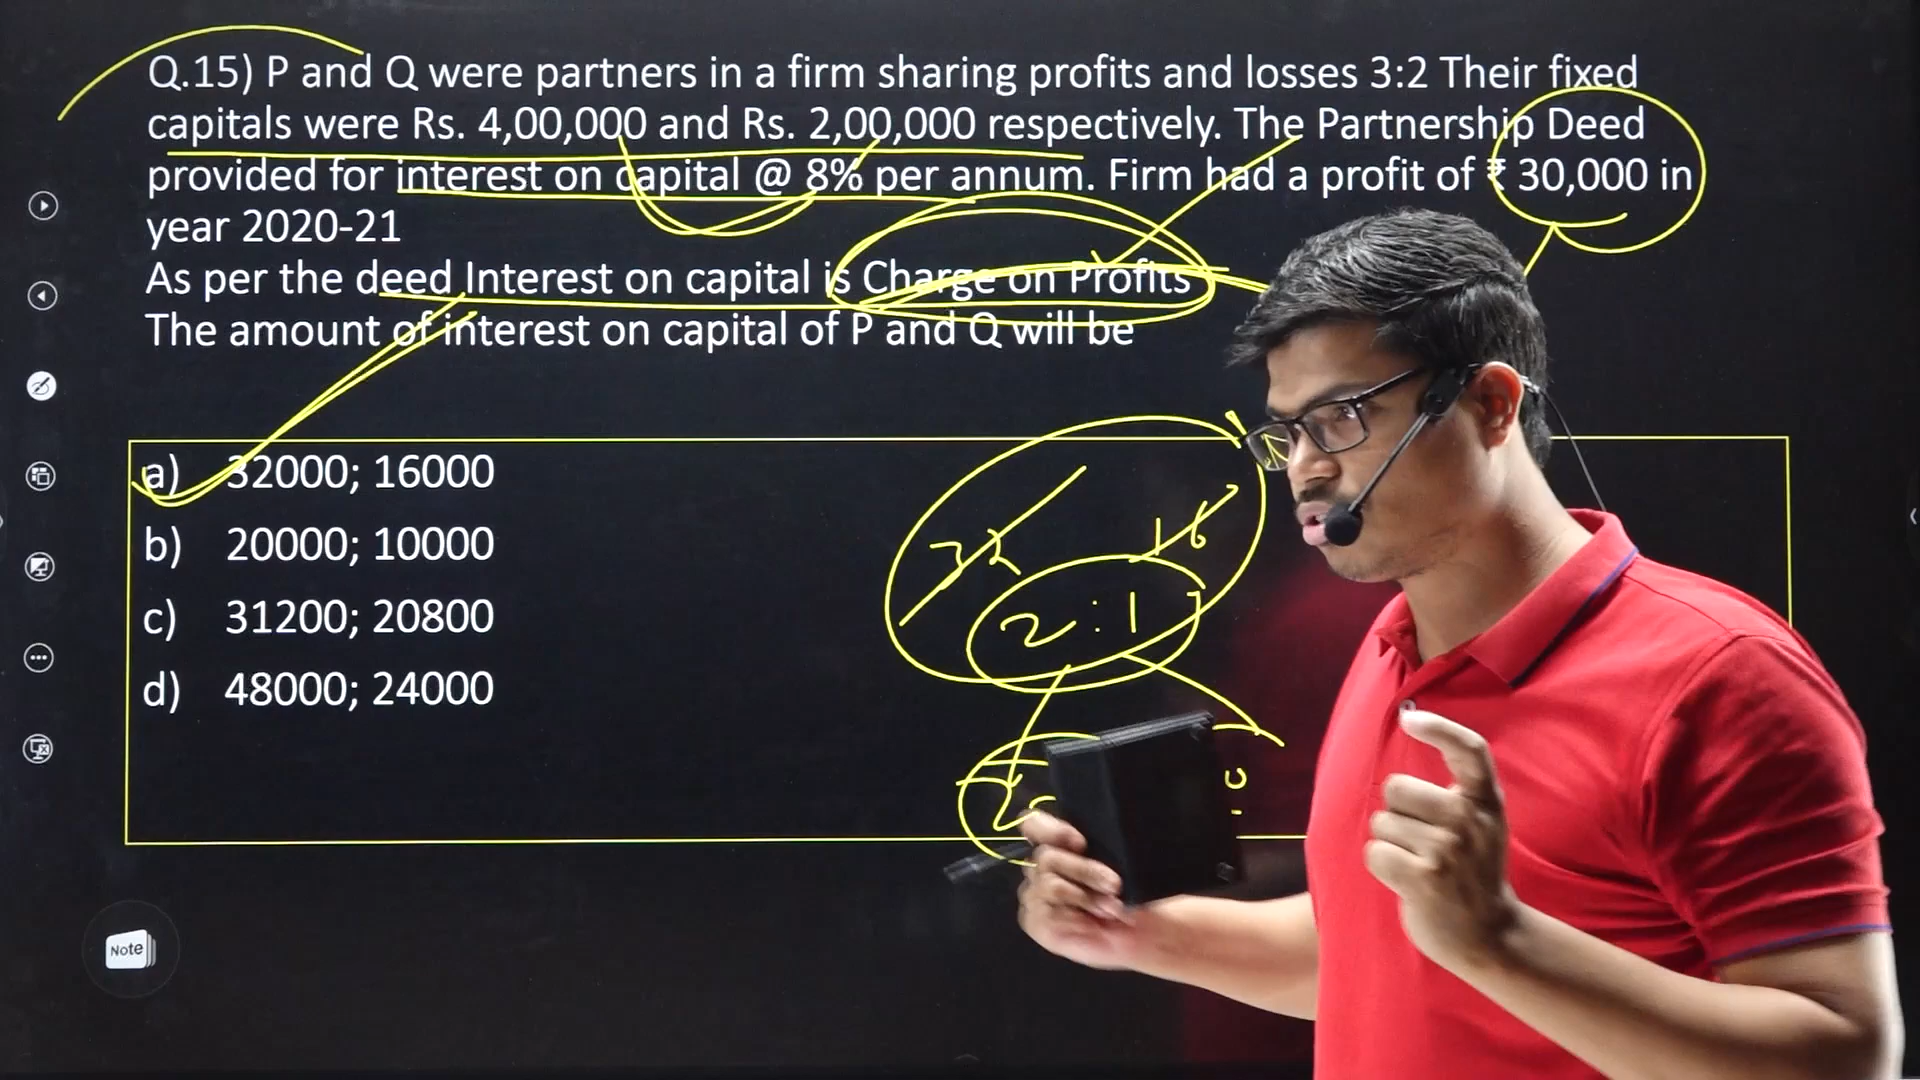 Q.15) P and Q were partners in a firm sharing profits and losses 3:2 Their fixed
capitals were Rs. 4,00,000 and Rs. 2,00,000 respectively. The Partnership Deed
provided for interest on capital @ 8% per annum. Firm had a profit of ₹ 30,000 in
year 2020-21
As per the deed Interest on capital is Charge on Profits
The amount of interest on capital of P and Q will be
a) 32000; 16000
b) 20000; 10000
c) 31200; 20800
d) 48000; 24000
32 16
2 : 1
Note